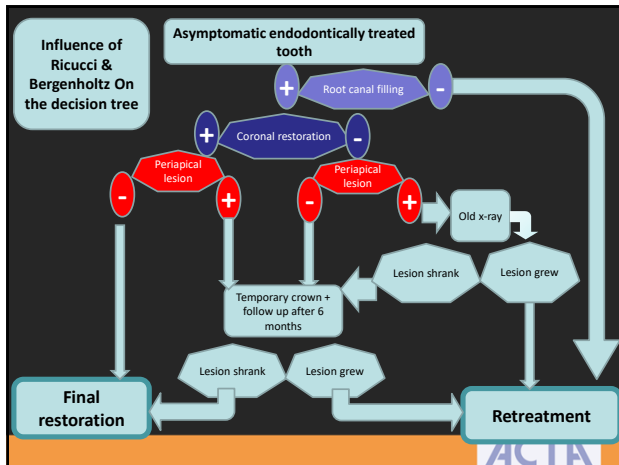 Influence of
Ricucci &
Bergenholtz On
the decision tree
Asymptomatic endodontically treated
tooth
+
Root canal filling
-
+
Coronal restoration
-
Periapical
lesion
-
+
Periapical
lesion
-
+
Old x-ray
Lesion shrank
Lesion grew
Temporary crown +
follow up after 6
months
Lesion shrank
Lesion grew
Final
restoration
Retreatment
ACTA